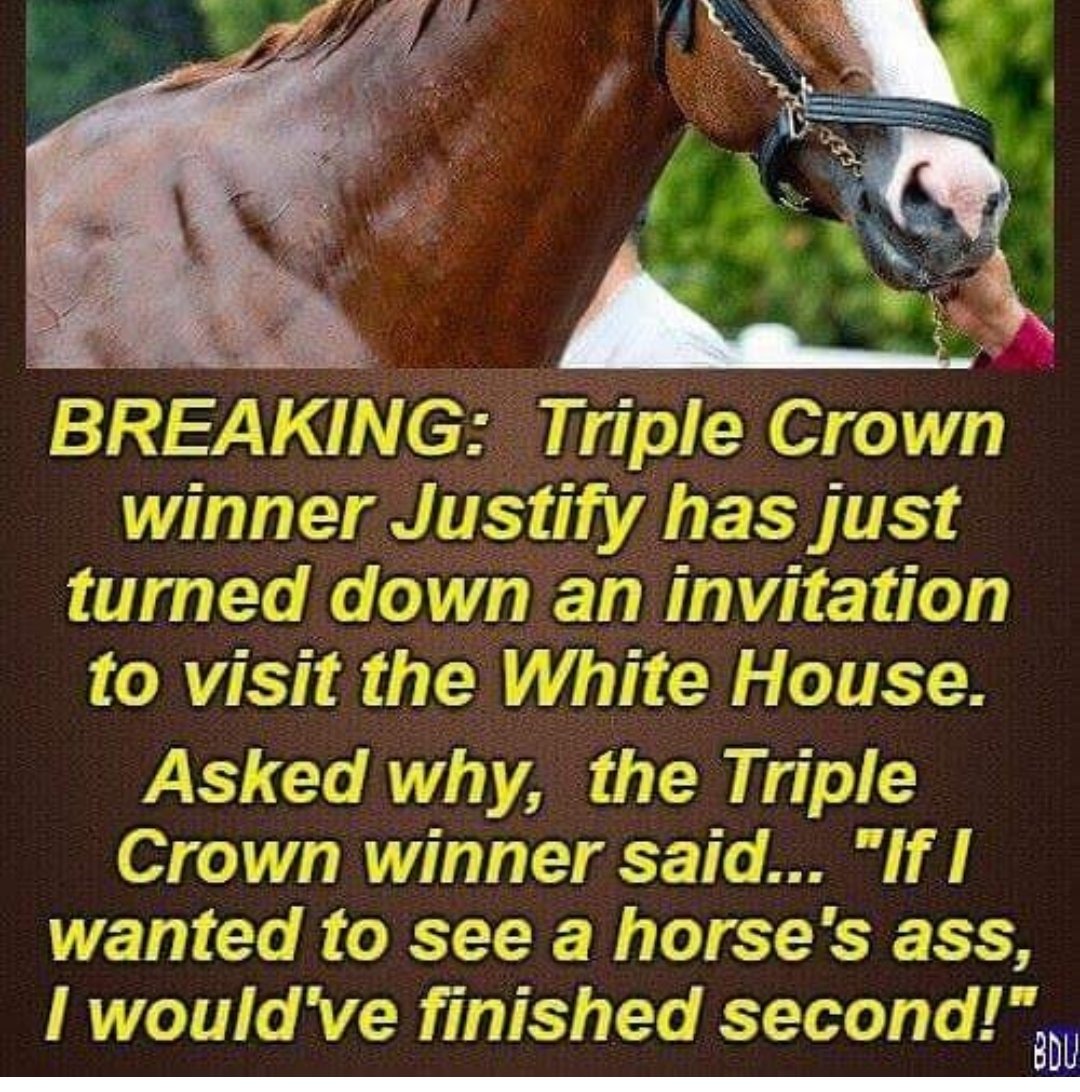 BREAKING: Triple Crown
winner Justify has just
turned down an invitation
to visit the White House.
Asked why, the Triple
Crown winner said... "If I
wanted to see a horse's ass,
I would've finished second!"
BDU